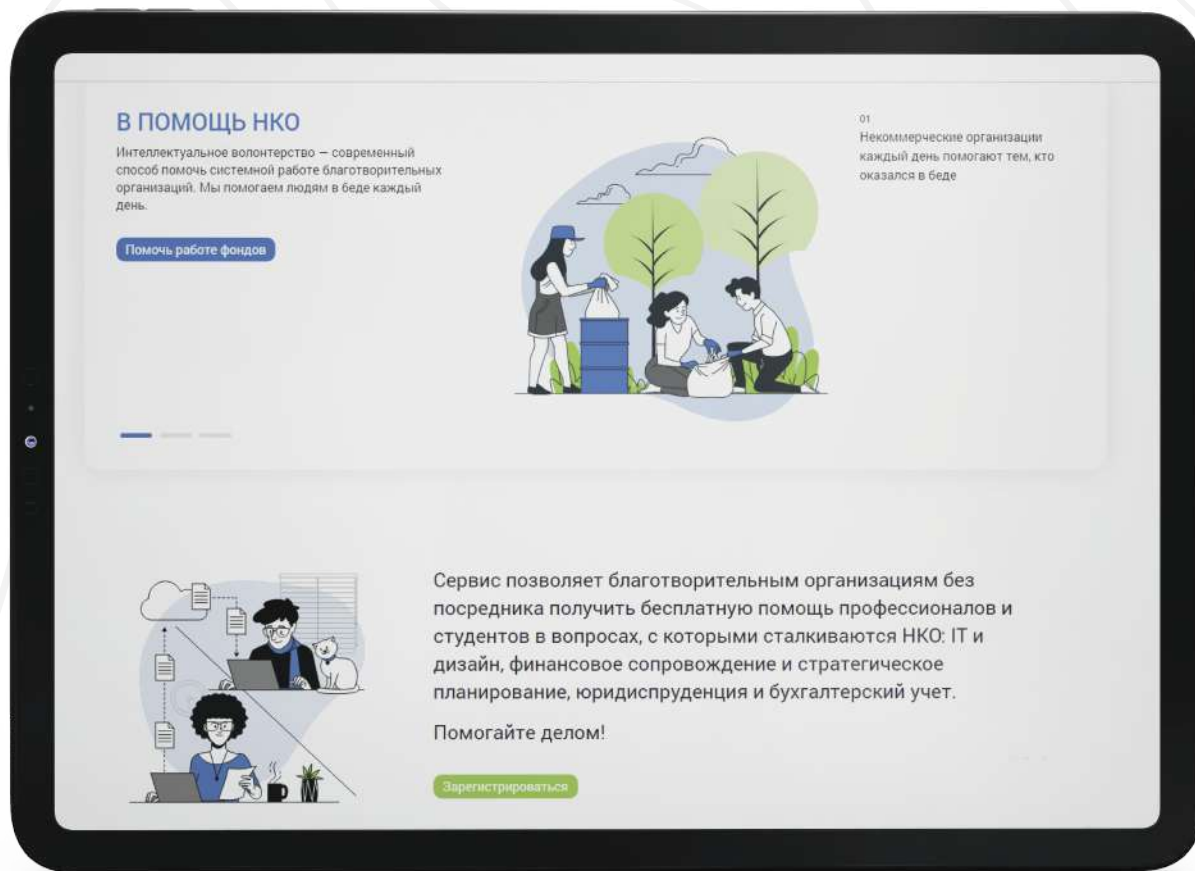 В ПОМОЩЬ НКО
Интеллектуальное волонтерство — современный
способ помочь системной работе благотворительных
организаций. Мы помогаем людям в беде каждый
день.
Помочь работе фондов
01
Некоммерческие организации
каждый день помогают тем, кто
оказался в беде
Сервис позволяет благотворительным организациям без
посредника получить бесплатную помощь профессионалов и
студентов в вопросах, с которыми сталкиваются НКО: IT и
дизайн, финансовое сопровождение и стратегическое
планирование, юридиспруденция и бухгалтерский учет.
Помогайте делом!
Зарегистрироваться